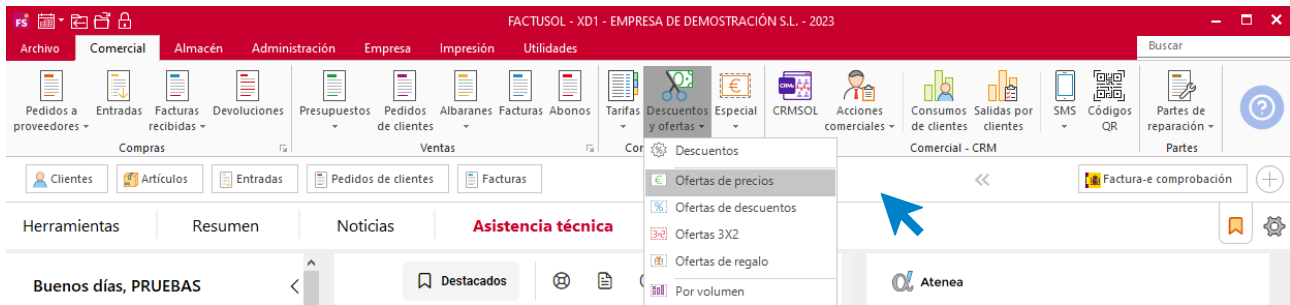 FS
FACTUSOL - XD1 - EMPRESA DE DEMOSTRACIÓN S.L. - 2023
Archivo Comercial Almacén Administración Empresa Impresión Utilidades Buscar
CRMs
Pedidos a Entradas Facturas Devoluciones Presupuestos Pedidos Albaranes Facturas Abonos Tarifas Descuentos Especial CRMSOL Acciones Consumos Salidas por SMS Códigos Partes de
proveedores recibidas de clientes y ofertas comerciales de clientes clientes QR reparación
Compras Ventas Cor Comercial - CRM Partes
Descuentos
Clientes Artículos Entradas Pedidos de clientes Facturas Ofertas de precios Factura-e comprobación
Ofertas de descuentos
Herramientas Resumen Noticias Asistencia técnica
Ofertas 3X2
Ofertas de regalo
Buenos días, PRUEBAS Destacados Por volumen Atenea